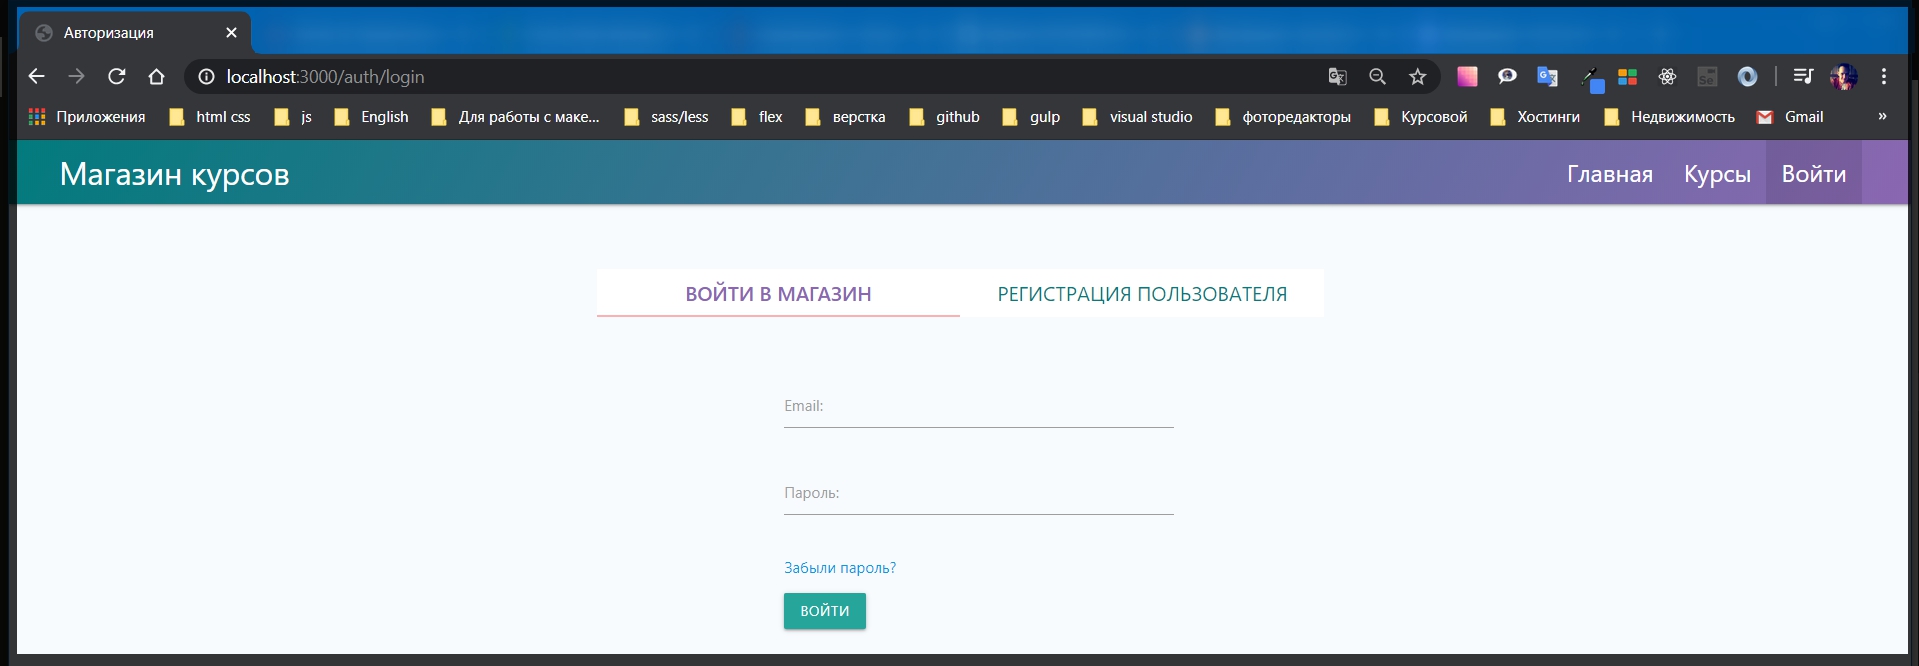 Авторизация
localhost:3000/auth/login
Приложения html css js English Для работы с маке... sass/less flex верстка github gulp visual studio фоторедакторы Курсовой Хостинги Недвижимость Gmail »
Магазин курсов Главная Курсы Войти
ВОЙТИ В МАГАЗИН РЕГИСТРАЦИЯ ПОЛЬЗОВАТЕЛЯ
Email:
Пароль:
Забыли пароль?
ВОЙТИ